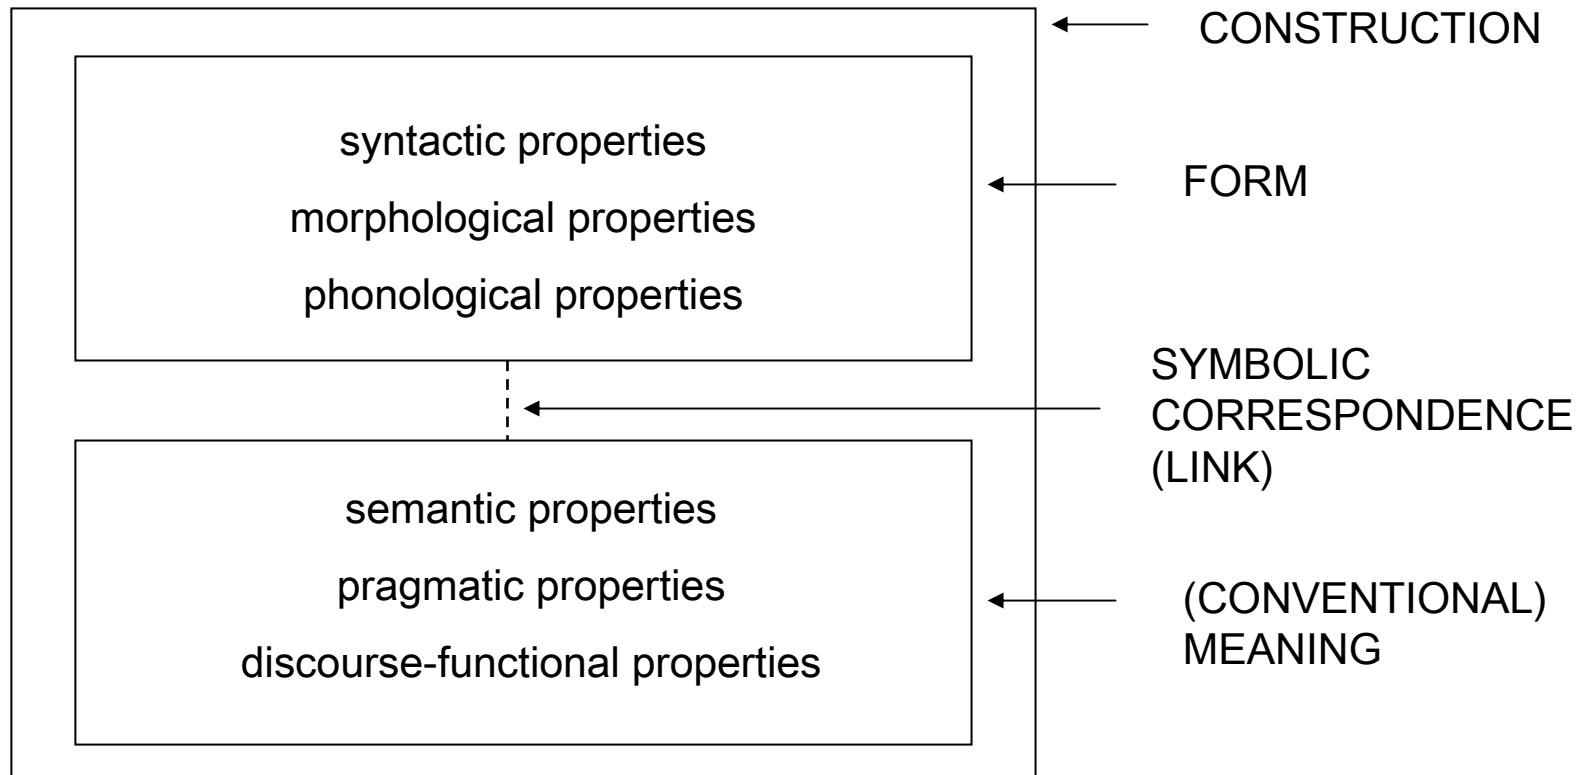 CONSTRUCTION
syntactic properties
morphological properties
phonological properties
FORM
SYMBOLIC
CORRESPONDENCE
(LINK)
semantic properties
pragmatic properties
discourse-functional properties
(CONVENTIONAL)
MEANING